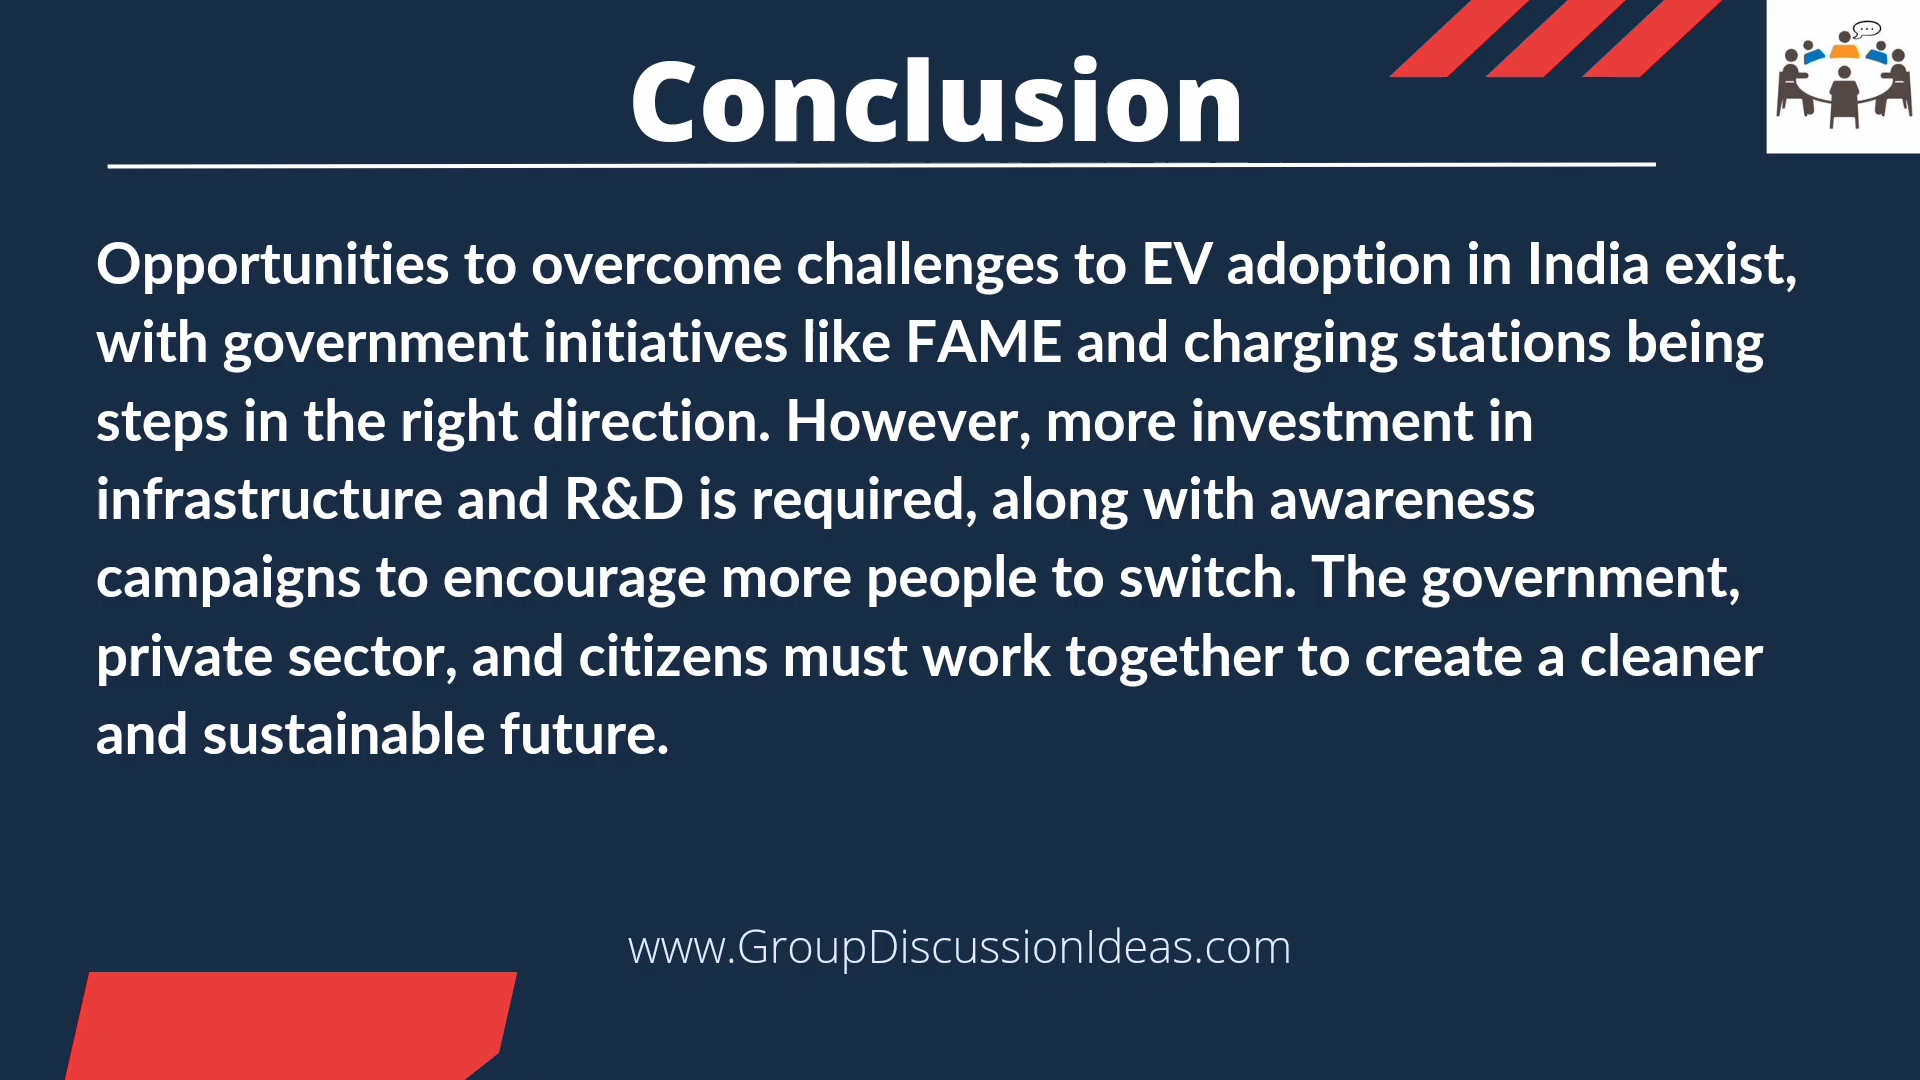 Conclusion
Opportunities to overcome challenges to EV adoption in India exist,
with government initiatives like FAME and charging stations being
steps in the right direction. However, more investment in
infrastructure and R&D is required, along with awareness
campaigns to encourage more people to switch. The government,
private sector, and citizens must work together to create a cleaner
and sustainable future.
www.GroupDiscussionIdeas.com